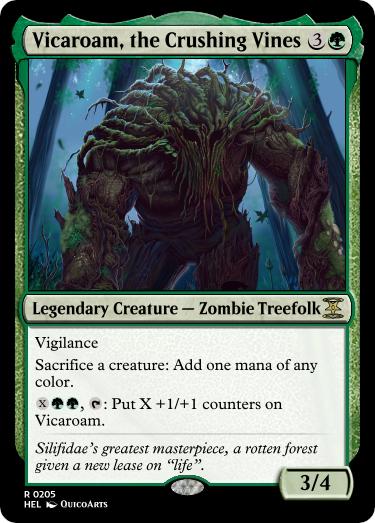 Vicaroam, the Crushing Vines 3
Legendary Creature — Zombie Treefolk
Vigilance
Sacrifice a creature: Add one mana of any
color.
X, : Put X +1/+1 counters on
Vicaroam.
Silifidae's greatest masterpiece, a rotten forest
given a new lease on “life”.
3/4
R 0205
HEL QuicoArts